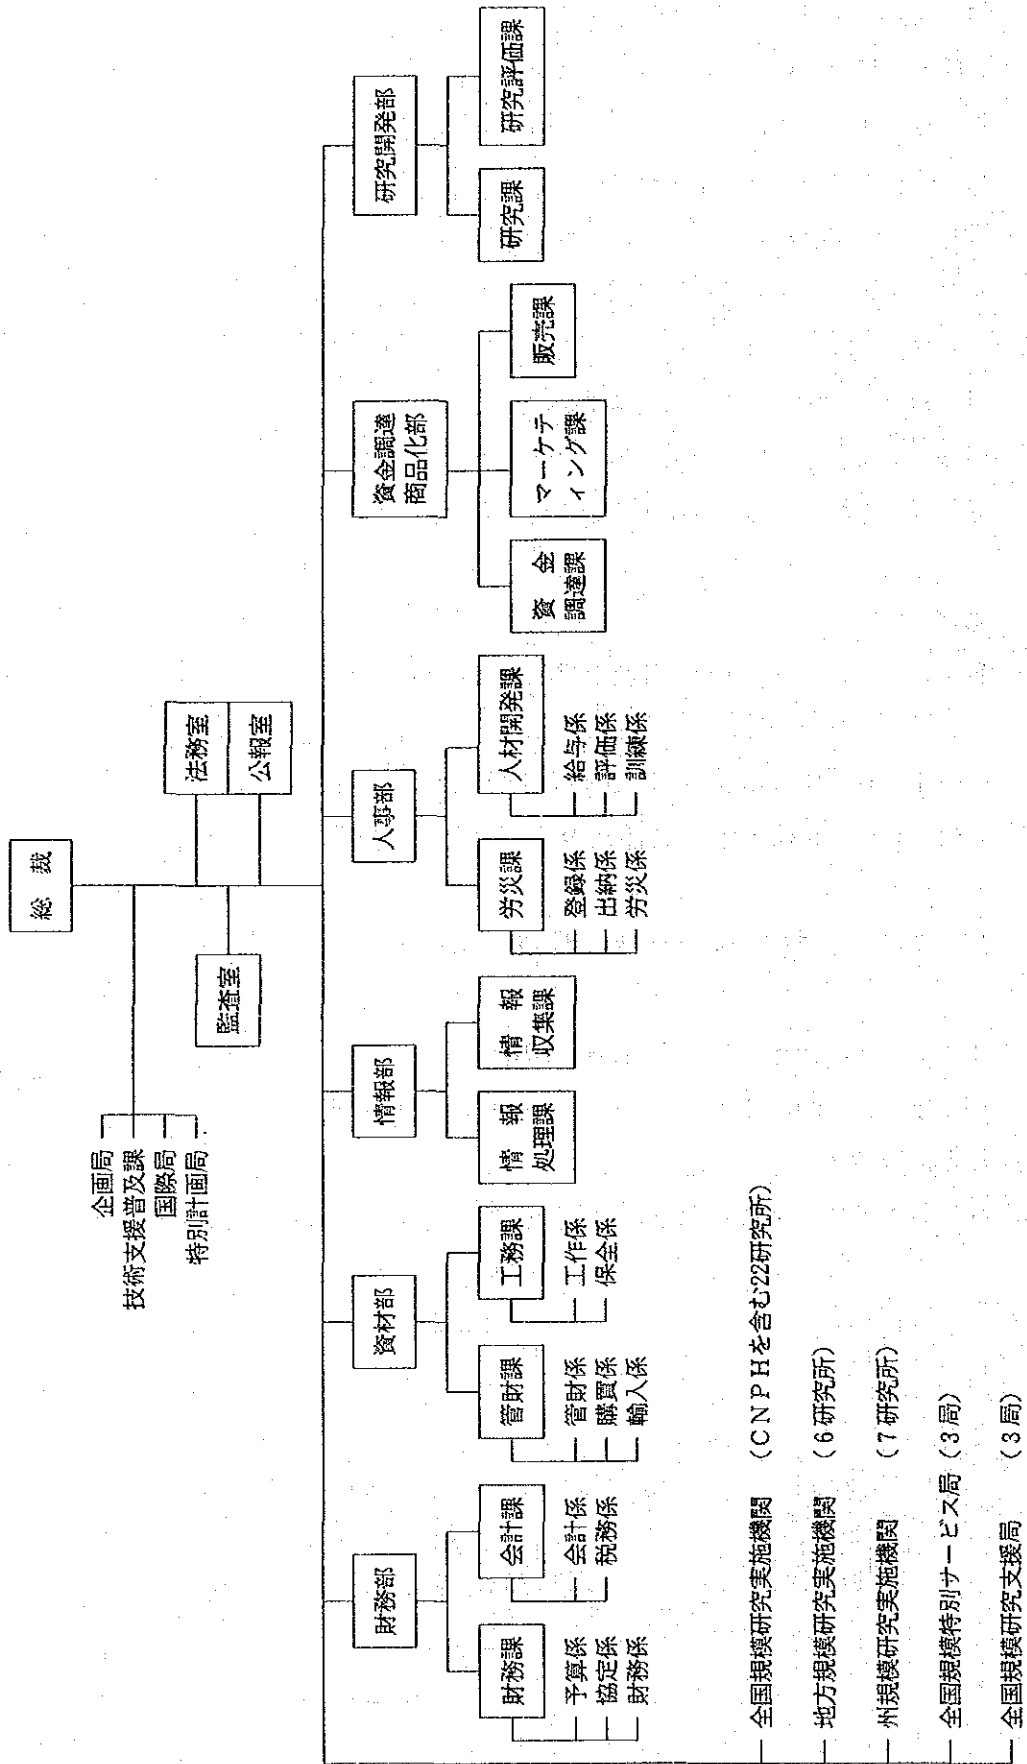 総裁
企画局
技術支援普及課
国際局
特別計画局
法務室
公報室
監査室
財務部
資材部
情報部
人事部
資金調達
商品化部
研究開発部
財務課
予算係
協定係
財務係
会計課
会計係
税務係
管財課
管財係
購買係
輸入係
工務課
工作係
保全係
情報
処理課
情報
収集課
労災課
登録係
出納係
労災係
人材開発課
給与係
評価係
訓練係
資金
調達課
マーケテ
ィング課
販売課
研究課
研究評価課
全国規模研究実施機関 (CNPHを含む22研究所)
地方規模研究実施機関 (6研究所)
州規模研究実施機関 (7研究所)
全国規模特別サービス局 (3局)
全国規模研究支援局 (3局)